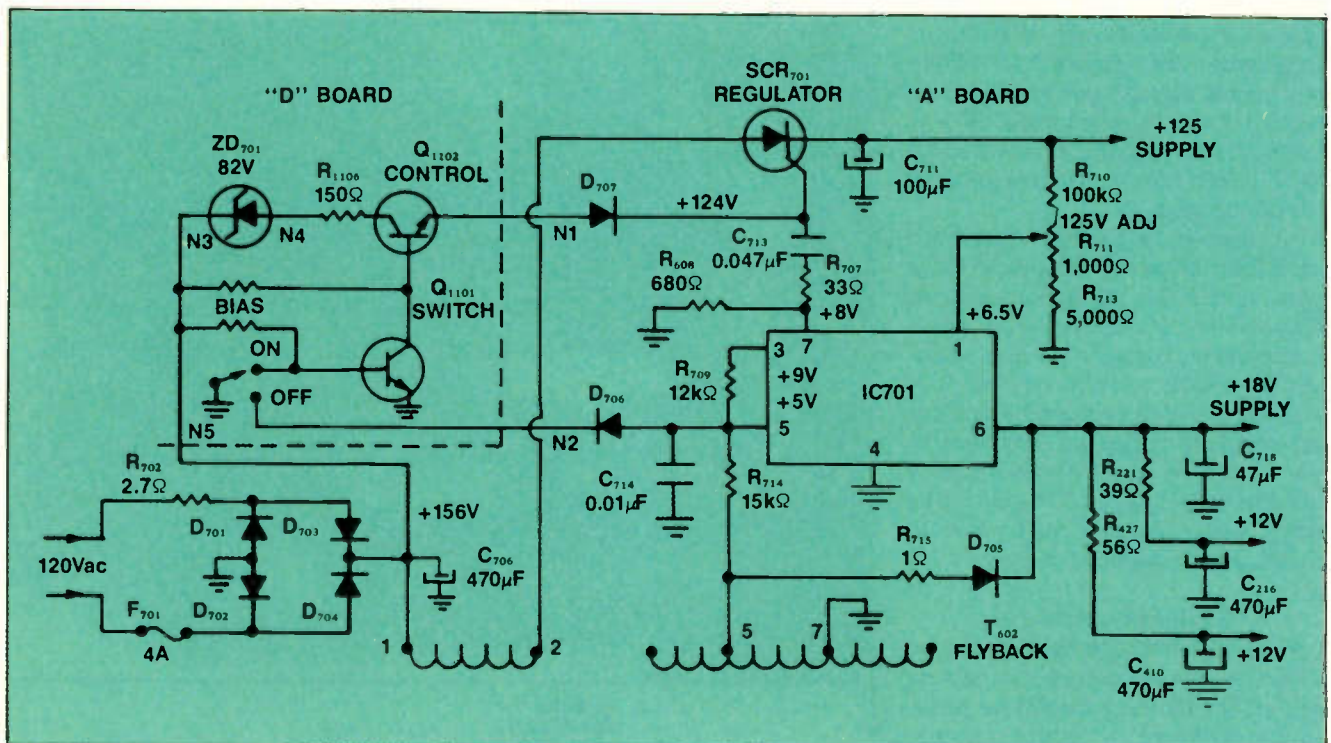 "D" BOARD
SCR701
REGULATOR
"A" BOARD
ZD701
82V
Q1102
CONTROL
R1106
150Ω
D707
+124V
C711
100µF
+125
SUPPLY
R710
100kΩ
125V ADJ
R711
1,000Ω
R713
5,000Ω
N3
N4
N1
C713
0.047µF
R707
33Ω
R608
680Ω
+8V
+6.5V
BIAS
Q1101
SWITCH
ON
OFF
N5
N2
D706
R709
12kΩ
3
7
1
+9V
+5V
IC701
5
6
4
+18V
SUPPLY
R702
2.7Ω
D701
D703
+156V
C706
470µF
120Vac
F701
4A
D702
D704
1
2
C714
0.01µF
R714
15kΩ
R715
1Ω
D705
5
7
T602
FLYBACK
R221
39Ω
C718
47µF
R427
56Ω
+12V
C216
470µF
+12V
C410
470µF